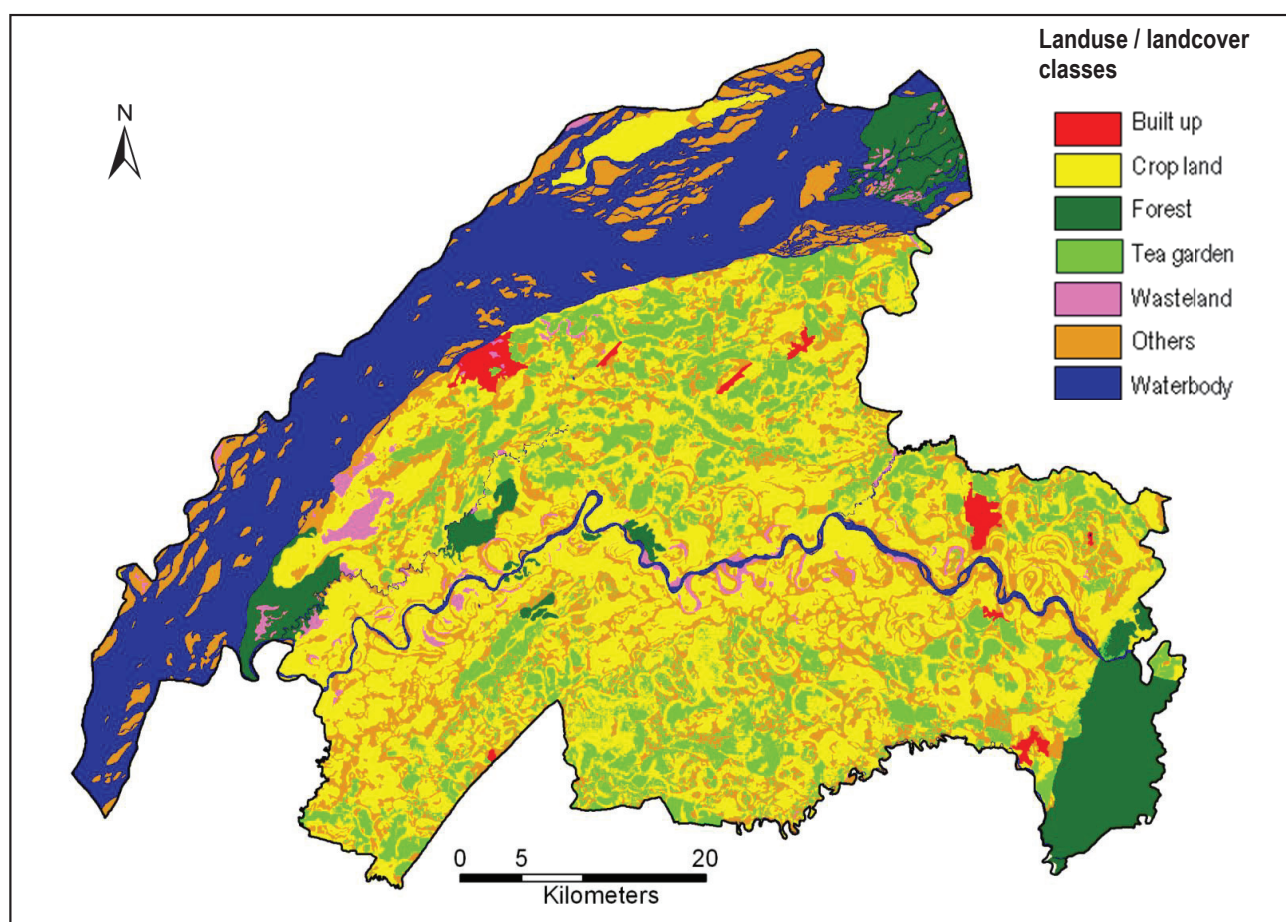 Landuse / landcover
classes
N
Built up
Crop land
Forest
Tea garden
Wasteland
Others
Waterbody
0 5 20
Kilometers